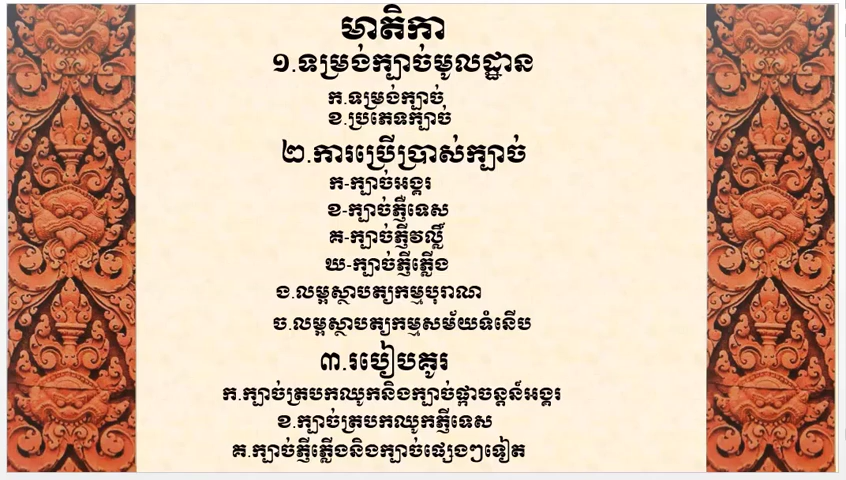 មាតិកា
១.ទម្រង់ក្បាច់មូលដ្ឋាន
ក.ទម្រង់ក្បាច់
ខ.ប្រភេទក្បាច់
២.ការប្រើប្រាស់ក្បាច់
ក-ក្បាច់អង្គរ
ខ-ក្បាច់ភ្ញីទេស
គ-ក្បាច់ភ្ញីវល្លិ៍
ឃ-ក្បាច់ភ្ញីភ្លើង
ង.លម្អស្ថាបត្យកម្មបុរាណ
ច.លម្អស្ថាបត្យកម្មសម័យទំនើប
៣.របៀបគូរ
ក.ក្បាច់ត្របកឈូកនិងក្បាច់ផ្កាចន្តន៍អង្គរ
ខ.ក្បាច់ត្របកឈូកភ្ញីទេស
គ.ក្បាច់ភ្ញីភ្លើងនិងក្បាច់ផ្សេងៗទៀត